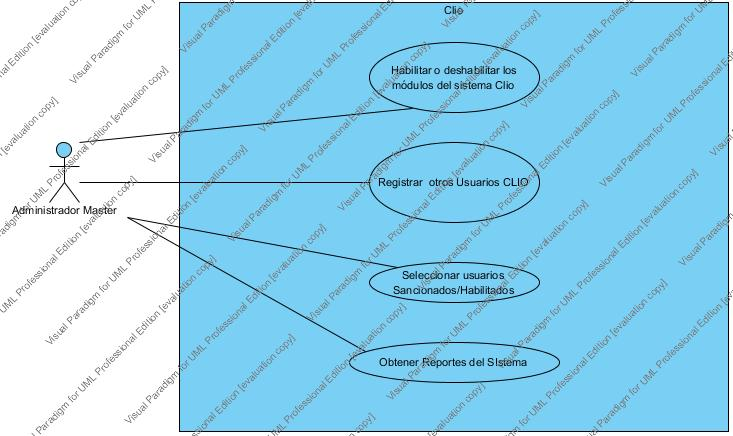 Clio
Habilitar o deshabilitar los
módulos del sistema Clio
Registrar otros Usuarios CLIO
Administrador Master
Seleccionar usuarios
Sancionados/Habilitados
Obtener Reportes del SIstema
Visual Paradigm for UML Professional Edition [evaluation copy]